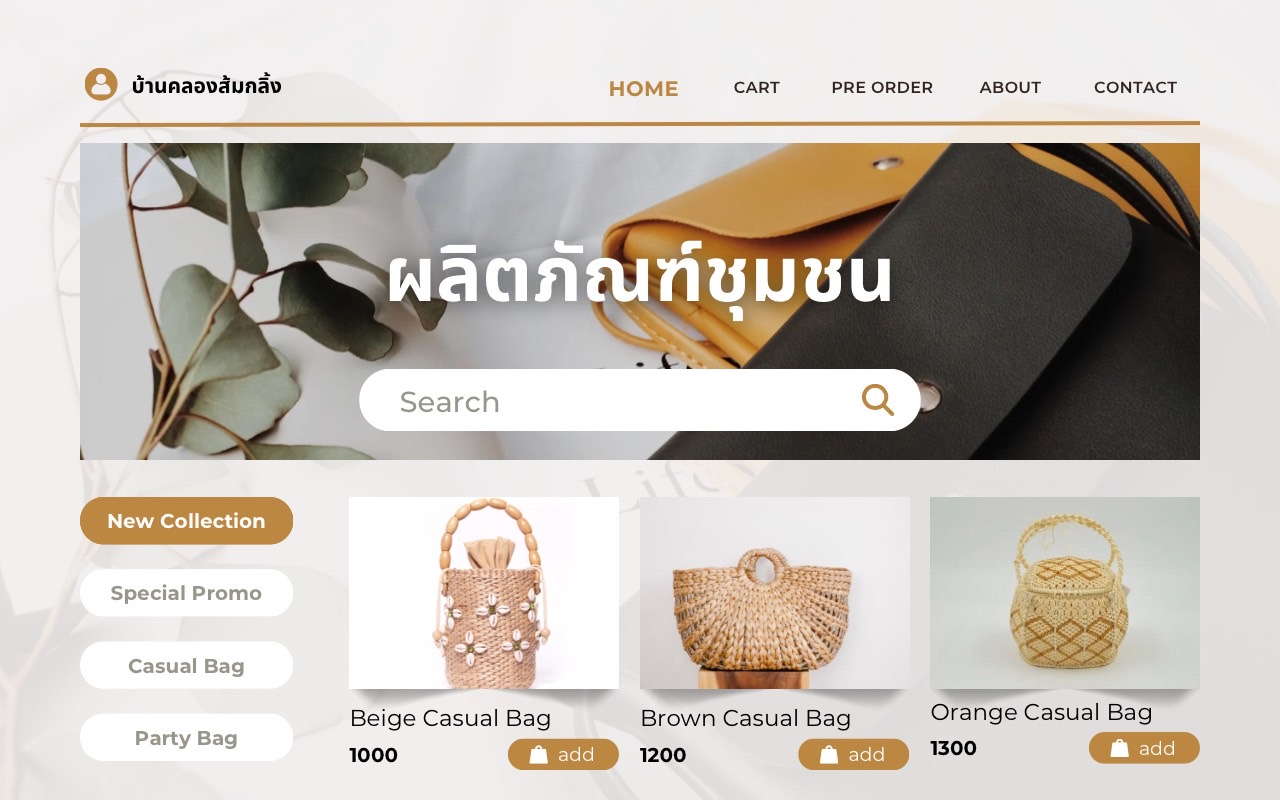 บ้านคลองส้มกลิ้ง
HOME
CART
PRE ORDER
ABOUT
CONTACT
ผลิตภัณฑ์ชุมชน
Search
New Collection
Special Promo
Casual Bag
Party Bag
Beige Casual Bag
1000
add
Brown Casual Bag
1200
add
Orange Casual Bag
1300
add